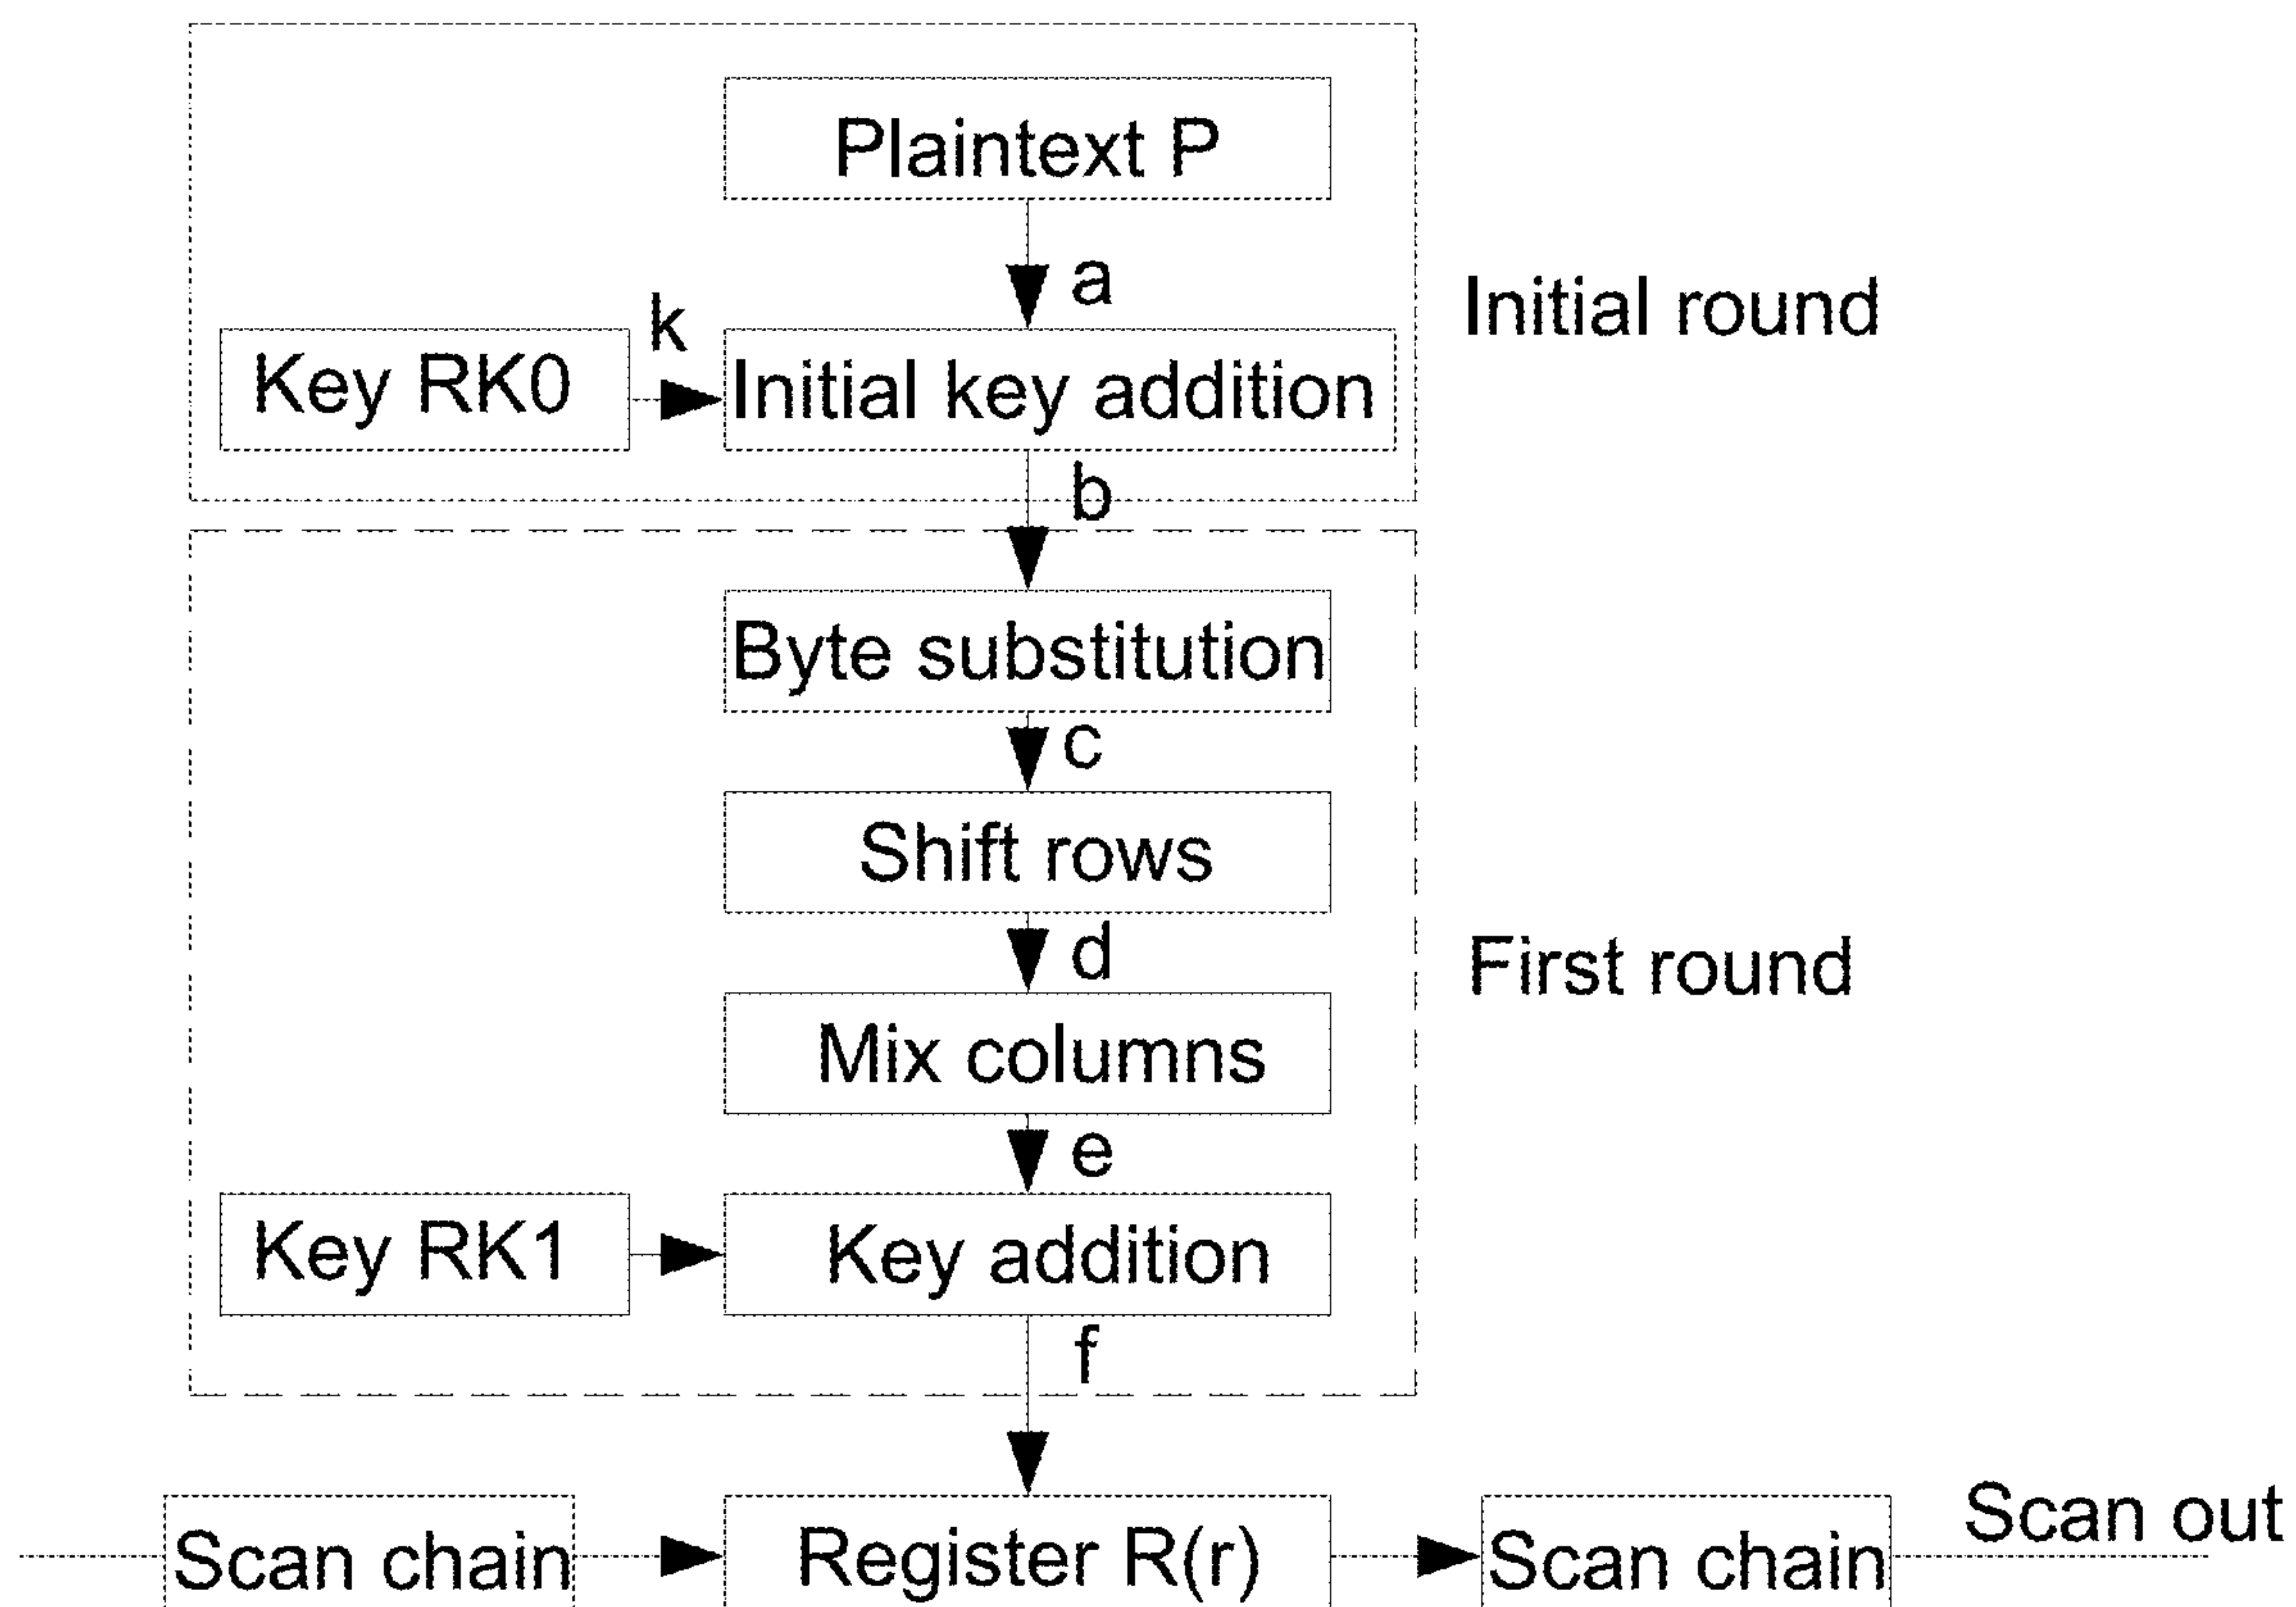 Plaintext P
a
Initial round
k
Key RK0
Initial key addition
b
Byte substitution
c
Shift rows
d
First round
Mix columns
e
Key RK1
Key addition
f
Scan chain
Register R(r)
Scan chain
Scan out